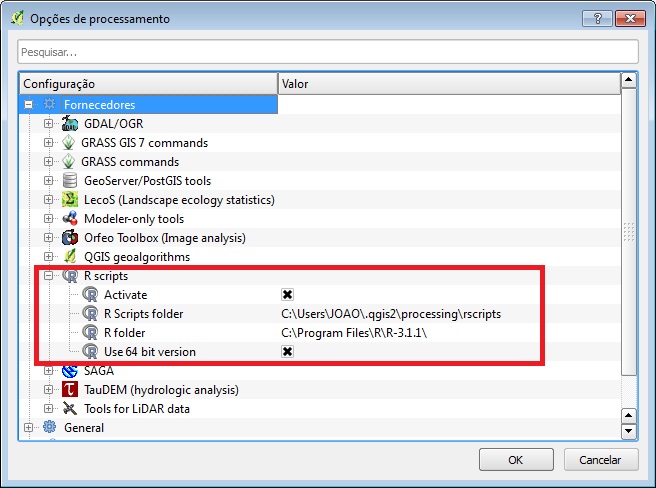 Opções de processamento
Pesquisar...
Configuração Valor
Fornecedores
GDAL/OGR
GRASS GIS 7 commands
GRASS commands
GeoServer/PostGIS tools
LecoS (Landscape ecology statistics)
Modeler-only tools
Orfeo Toolbox (Image analysis)
QGIS geoalgorithms
R scripts
Activate
R Scripts folder C:\Users\JOAO\.qgis2\processing\rscripts
R folder C:\Program Files\R\R-3.1.1\
Use 64 bit version
SAGA
TauDEM (hydrologic analysis)
Tools for LiDAR data
General
OK Cancelar